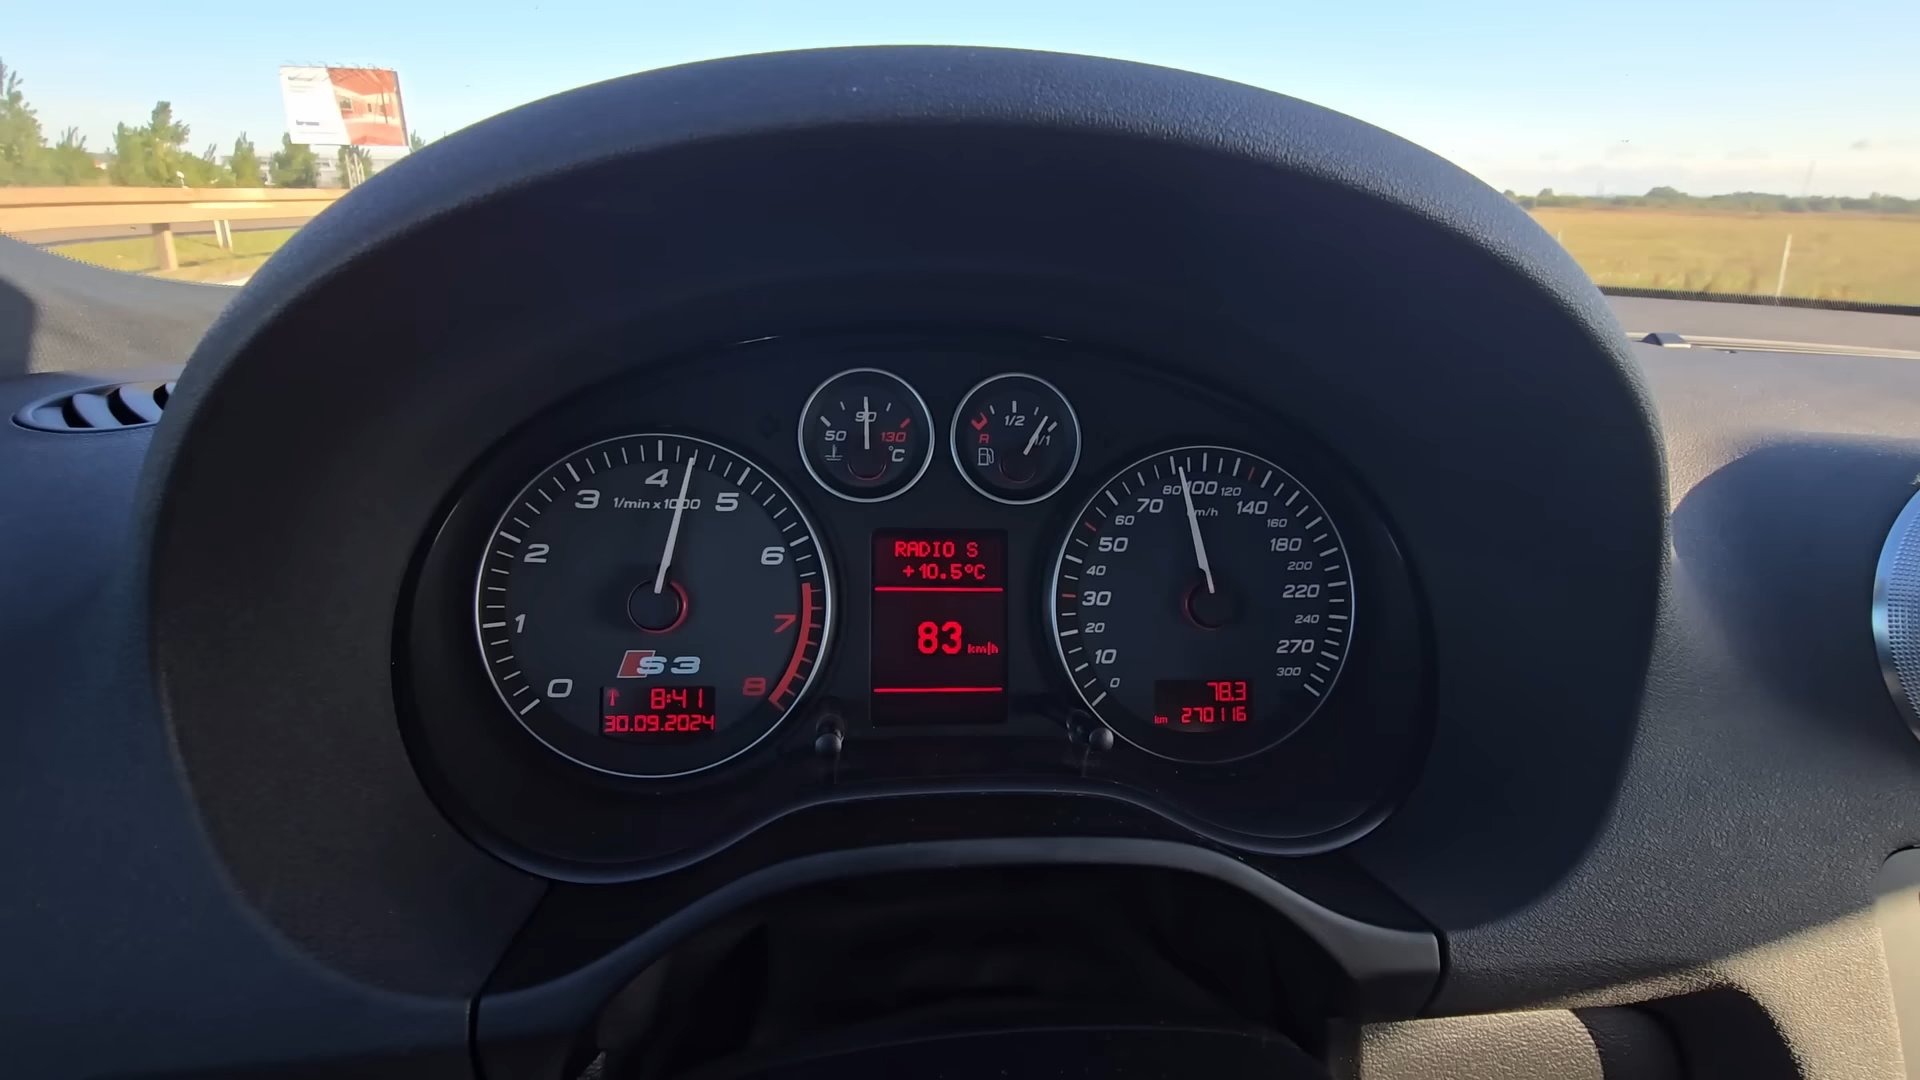 50 90 130
°C
R 1/2 1/1
0 1 2 3 4 5 6 7 8
1/min x 1000
S3
8:41
30.09.2024
RADIO S
+10.5°C
83 km/h
0 10 20 30 40 50 60 70 80 100 120 140 160 180 200 220 240 270 300
km/h
78.3
km 270116